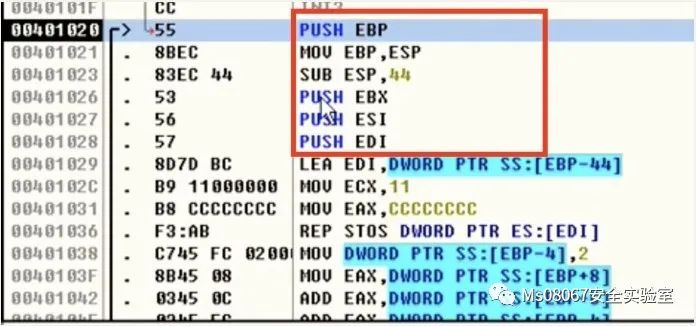 0040101F CC INT3
00401020 > 55 PUSH EBP
00401021 . 8BEC MOV EBP,ESP
00401023 . 83EC 44 SUB ESP,44
00401026 . 53 PUSH EBX
00401027 . 56 PUSH ESI
00401028 . 57 PUSH EDI
00401029 . 8D7D BC LEA EDI,DWORD PTR SS:[EBP-44]
0040102C . B9 11000000 MOV ECX,11
00401031 . B8 CCCCCCCC MOV EAX,CCCCCCCC
00401036 . F3:AB REP STOS DWORD PTR ES:[EDI]
00401038 . C745 FC 02000 MOV DWORD PTR SS:[EBP-4],2
0040103F . 8B45 08 MOV EAX,DWORD PTR SS:[EBP+8]
00401042 . 0345 0C ADD EAX,DWORD PTR
Ms08067安全实验室